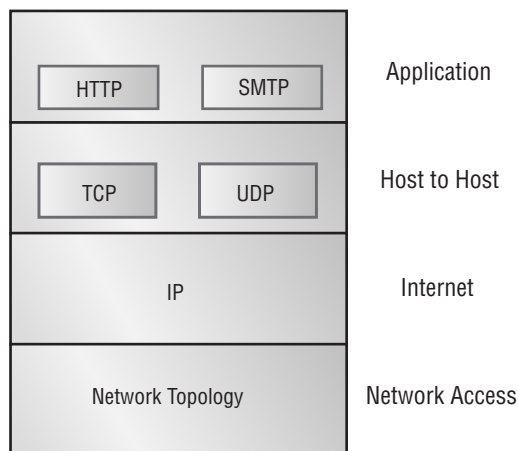 HTTP
SMTP
Application
TCP
UDP
Host to Host
IP
Internet
Network Topology
Network Access